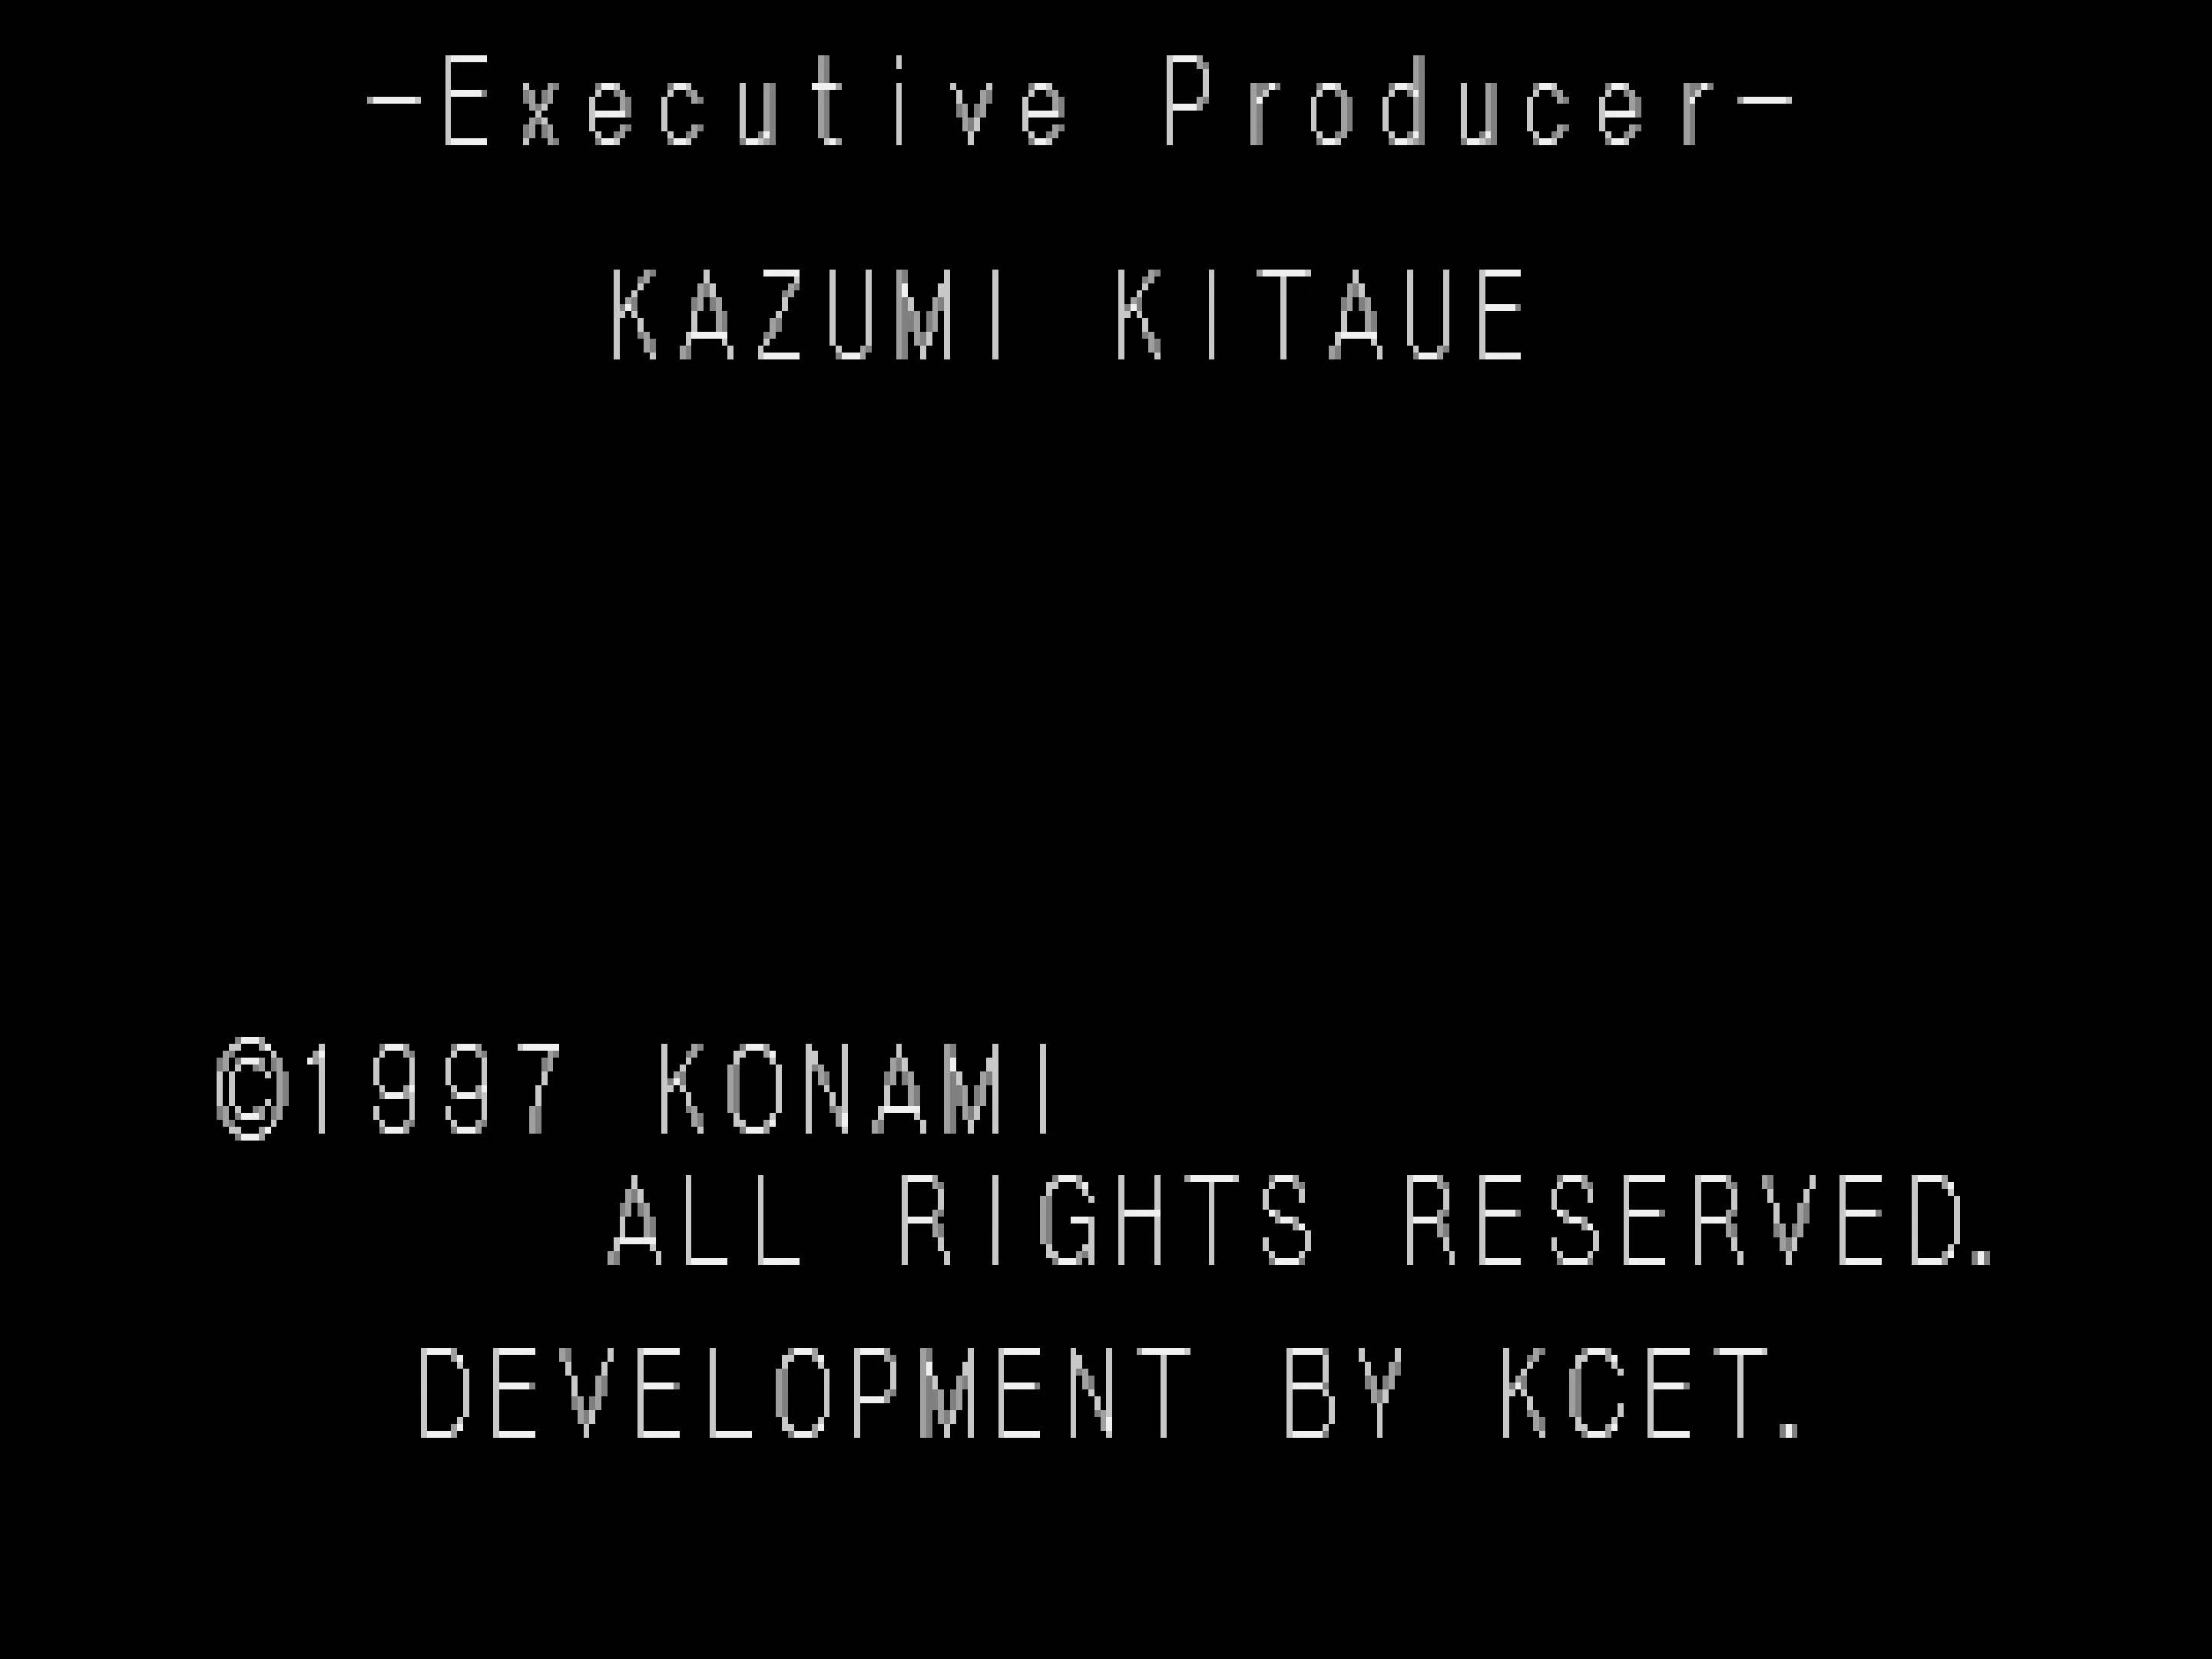 -Executive Producer-
KAZUMI KITAUE
©1997 KONAMI
ALL RIGHTS RESERVED.
DEVELOPMENT BY KCET.